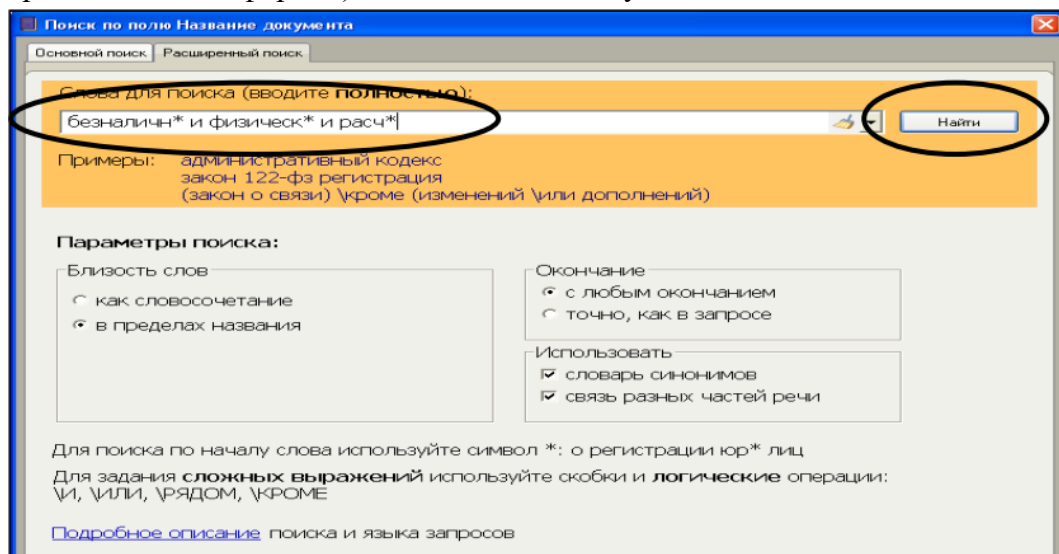 Поиск по полю Название документа
Основной поиск Расширенный поиск
Слова для поиска (вводите полностью):
безналичн* и физическ* и расч*
Найти
Примеры: административный кодекс
закон 122-фз регистрация
(закон о связи) \кроме (изменений \или дополнений)
Параметры поиска:
Близость слов
как словосочетание
в пределах названия
Окончание
с любым окончанием
точно, как в запросе
Использовать
словарь синонимов
связь разных частей речи
Для поиска по началу слова используйте символ *: о регистрации юр* лиц
Для задания сложных выражений используйте скобки и логические операции:
\И, \ИЛИ, \РЯДОМ, \КРОМЕ
Подробное описание поиска и языка запросов